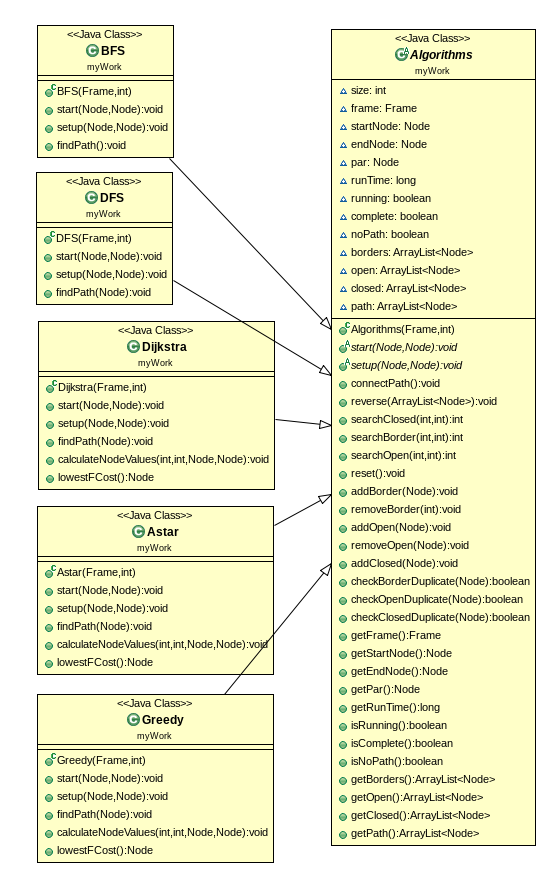 <<Java Class>>
BFS
myWork
BFS(Frame,int)
start(Node,Node):void
setup(Node,Node):void
findPath():void
<<Java Class>>
DFS
myWork
DFS(Frame,int)
start(Node,Node):void
setup(Node,Node):void
findPath(Node):void
<<Java Class>>
Dijkstra
myWork
Dijkstra(Frame,int)
start(Node,Node):void
setup(Node,Node):void
findPath(Node):void
calculateNodeValues(int,int,Node,Node):void
lowestFCost():Node
<<Java Class>>
Astar
myWork
Astar(Frame,int)
start(Node,Node):void
setup(Node,Node):void
findPath(Node):void
calculateNodeValues(int,int,Node,Node):void
lowestFCost():Node
<<Java Class>>
Greedy
myWork
Greedy(Frame,int)
start(Node,Node):void
setup(Node,Node):void
findPath(Node):void
calculateNodeValues(int,int,Node,Node):void
lowestFCost():Node
<<Java Class>>
Algorithms
myWork
size: int
frame: Frame
startNode: Node
endNode: Node
par: Node
runTime: long
running: boolean
complete: boolean
noPath: boolean
borders: ArrayList<Node>
open: ArrayList<Node>
closed: ArrayList<Node>
path: ArrayList<Node>
Algorithms(Frame,int)
start(Node,Node):void
setup(Node,Node):void
connectPath():void
reverse(ArrayList<Node>):void
searchClosed(int,int):int
searchBorder(int,int):int
searchOpen(int,int):int
reset():void
addBorder(Node):void
removeBorder(int):void
addOpen(Node):void
removeOpen(Node):void
addClosed(Node):void
checkBorderDuplicate(Node):boolean
checkOpenDuplicate(Node):boolean
checkClosedDuplicate(Node):boolean
getFrame():Frame
getStartNode():Node
getEndNode():Node
getPar():Node
getRunTime():long
isRunning():boolean
isComplete():boolean
isNoPath():boolean
getBorders():ArrayList<Node>
getOpen():ArrayList<Node>
getClosed():ArrayList<Node>
getPath():ArrayList<Node>